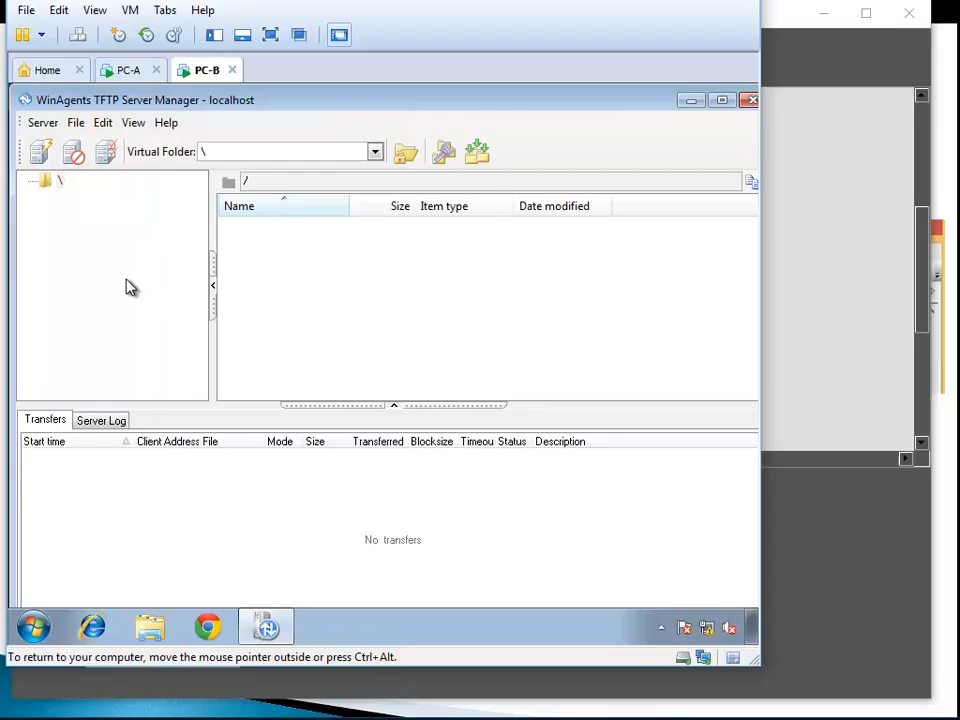 File Edit View VM Tabs Help
Home PC-A PC-B
WinAgents TFTP Server Manager - localhost
Server File Edit View Help
Virtual Folder: \
\ /
Name Size Item type Date modified
Transfers Server Log
Start time Client Address File Mode Size Transferred Blocksize Timeou Status Description
No transfers
To return to your computer, move the mouse pointer outside or press Ctrl+Alt.